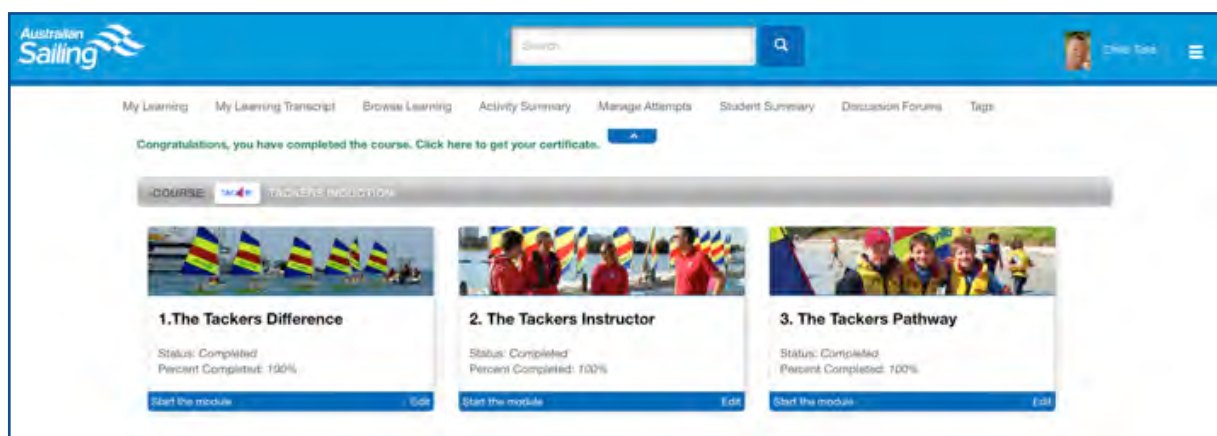 Australian
Sailing
Search
My Learning My Learning Transcript Browse Learning Activity Summary Manage Attempts Student Summary Discussion Forums Tags
Congratulations, you have completed the course. Click here to get your certificate.
COURSE: TACKERS TACKERS INDUCTION
1.The Tackers Difference
Status: Completed
Percent Completed: 100%
Start the module Edit
2. The Tackers Instructor
Status: Completed
Percent Completed: 100%
Start the module Edit
3. The Tackers Pathway
Status: Completed
Percent Completed: 100%
Start the module Edit